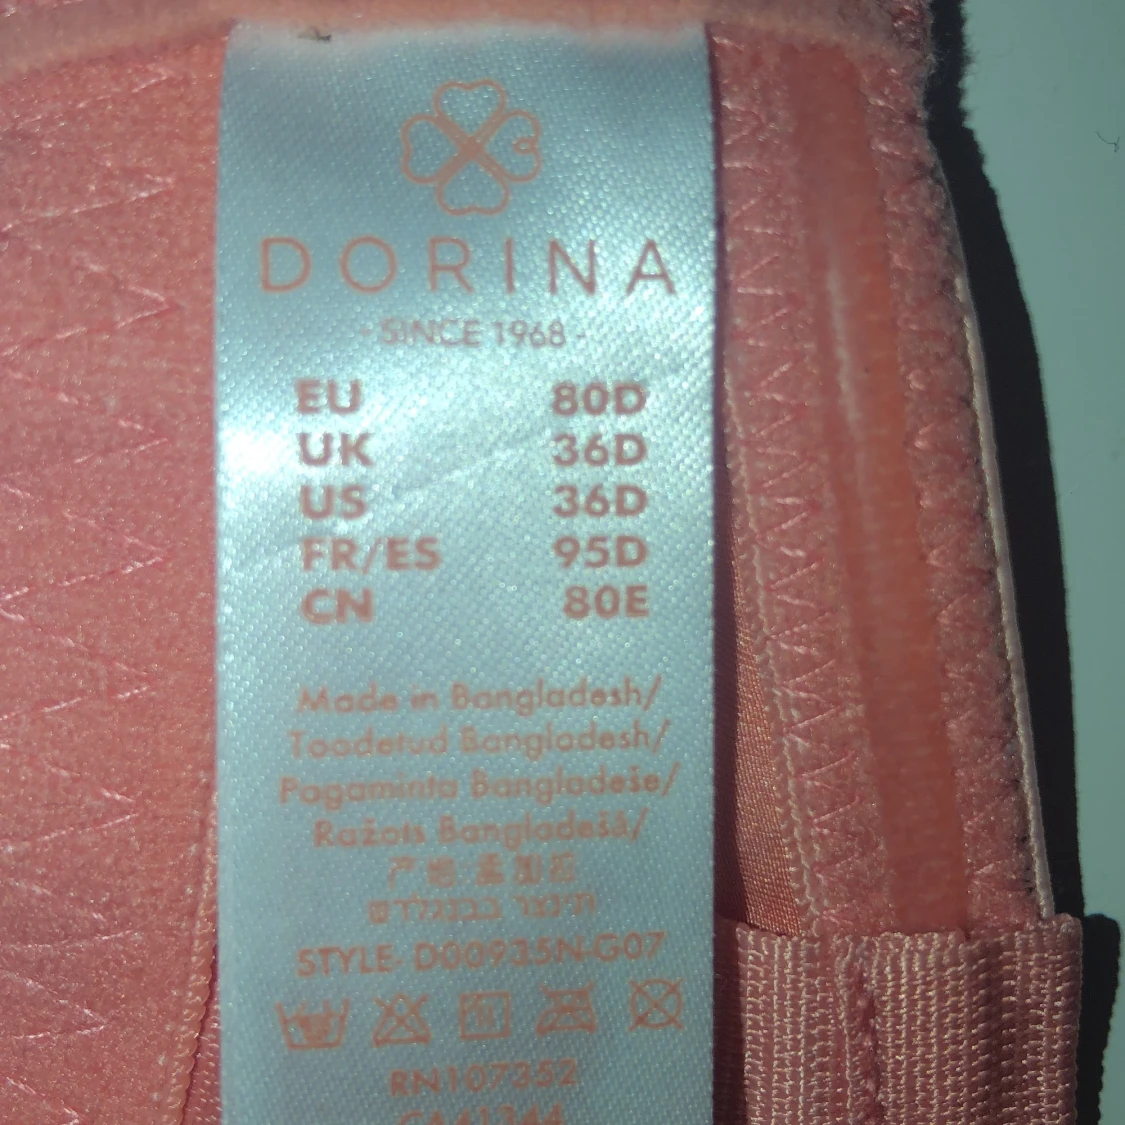 DORINA
- SINCE 1968 -
EU 80D
UK 36D
US 36D
FR/ES 95D
CN 80E
Made in Bangladesh/
Toodetud Bangladesh/
Pagaminta Bangladeše/
Ražots Bangladešā/
STYLE: D00935N-G07
RN107352
CA41344